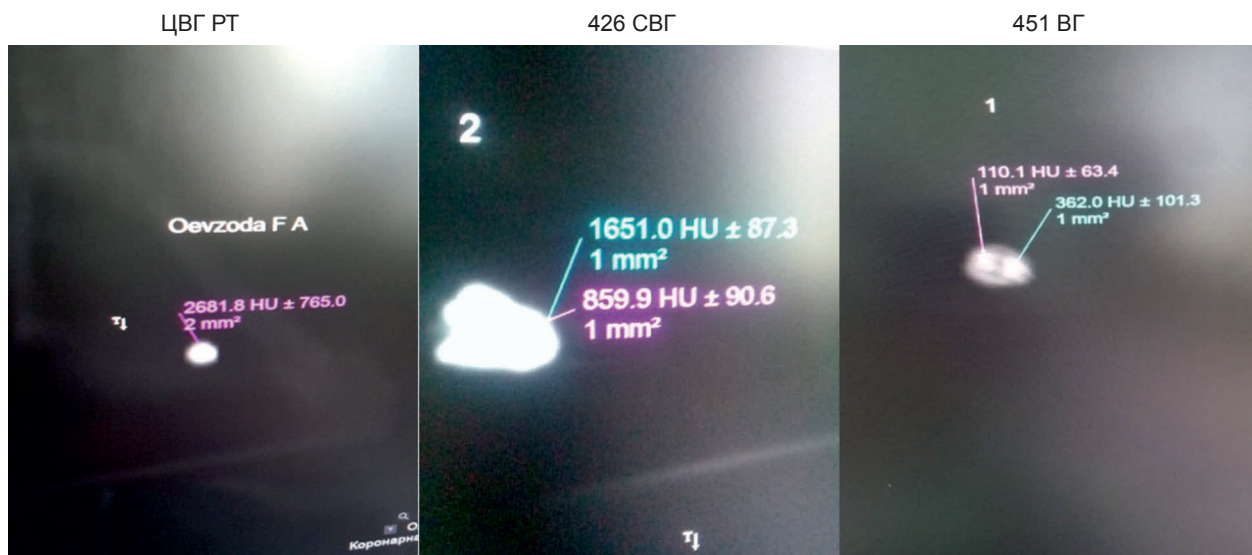 ЦВГ РТ
426 СВГ
451 ВГ
Oevzoda F A
2681.8 HU ± 765.0
2 mm²
2
1651.0 HU ± 87.3
1 mm²
859.9 HU ± 90.6
1 mm²
1
110.1 HU ± 63.4
1 mm²
362.0 HU ± 101.3
1 mm²